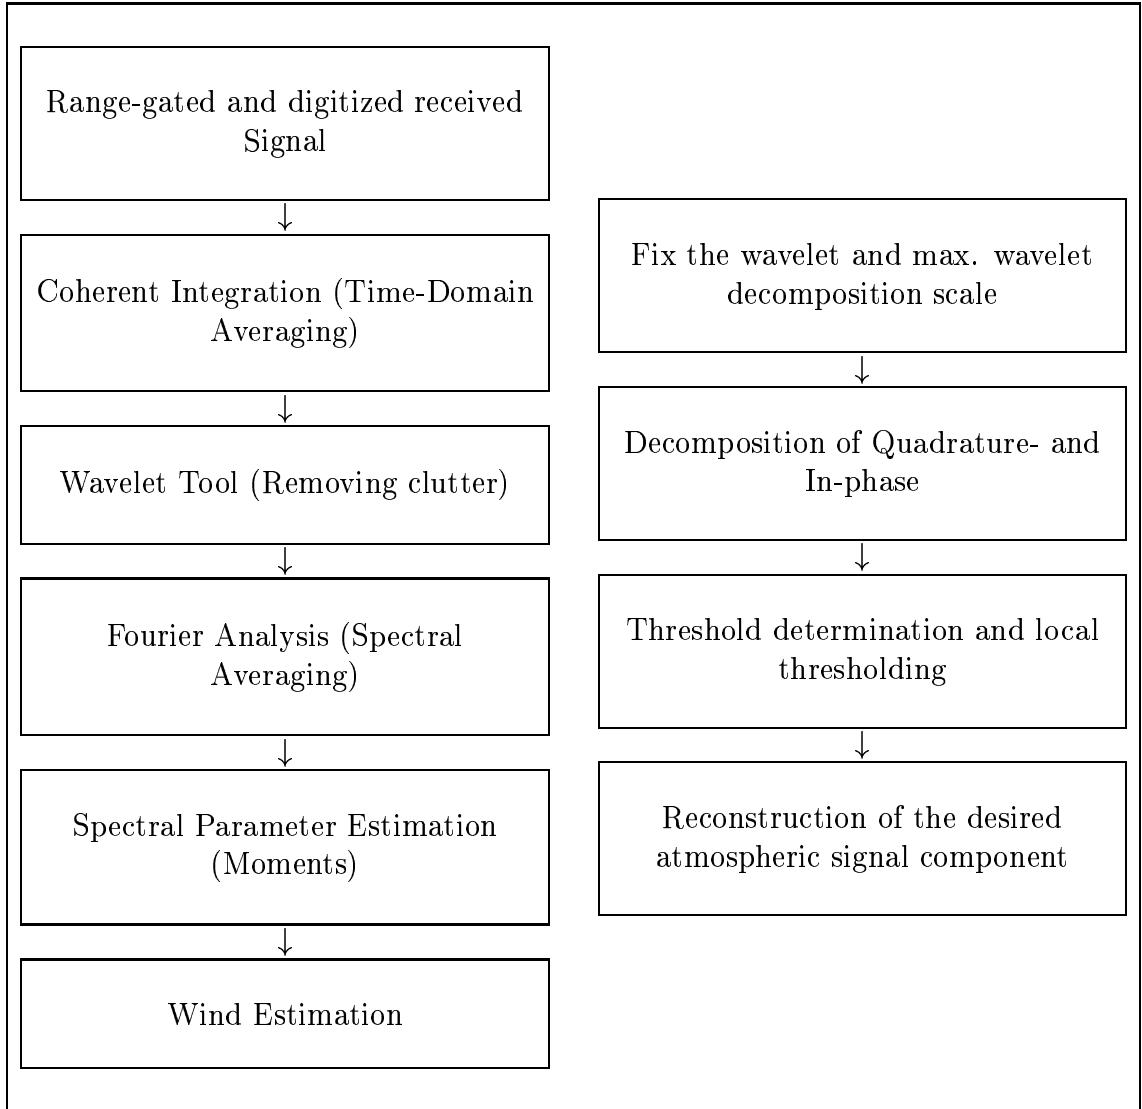 Range-gated and digitized received
Signal
Coherent Integration (Time-Domain
Averaging)
Wavelet Tool (Removing clutter)
Fourier Analysis (Spectral
Averaging)
Spectral Parameter Estimation
(Moments)
Wind Estimation
Fix the wavelet and max. wavelet
decomposition scale
Decomposition of Quadrature- and
In-phase
Threshold determination and local
thresholding
Reconstruction of the desired
atmospheric signal component